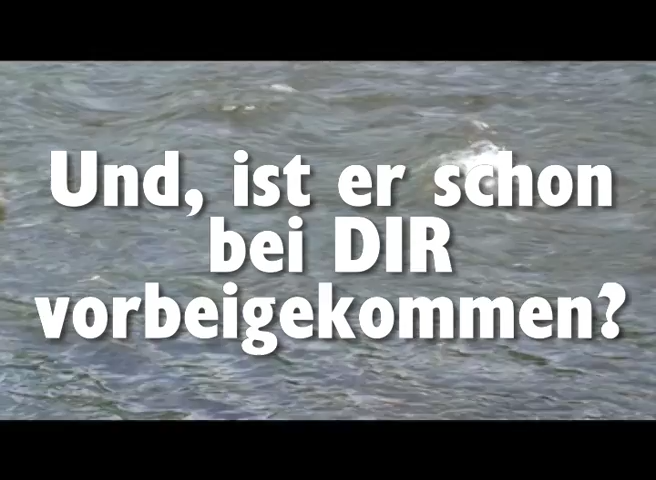 Und, ist er schon
bei DIR
vorbeigekommen?